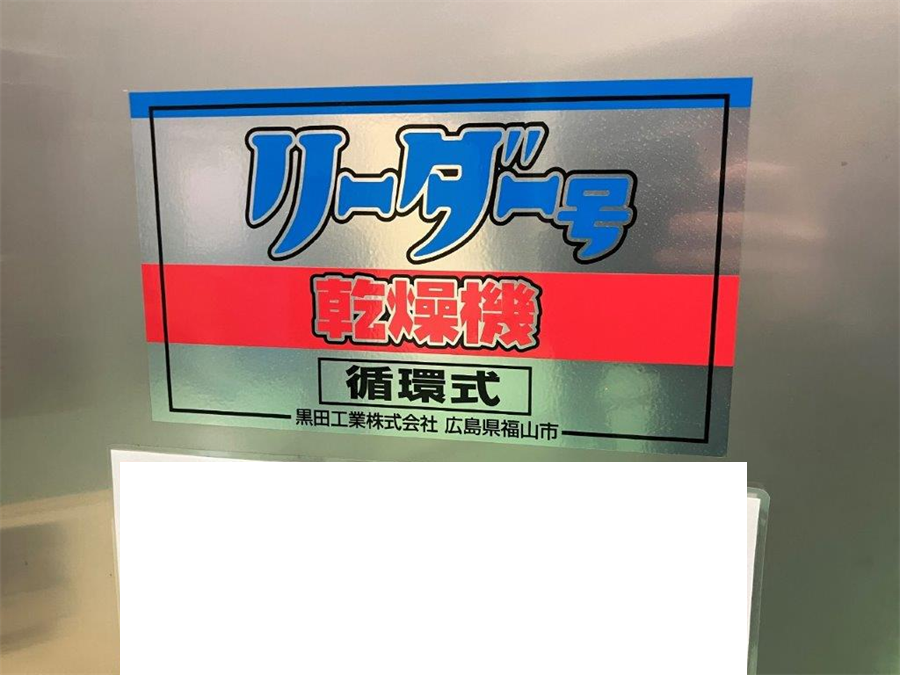 リーダー号
乾燥機
循環式
黒田工業株式会社 広島県福山市